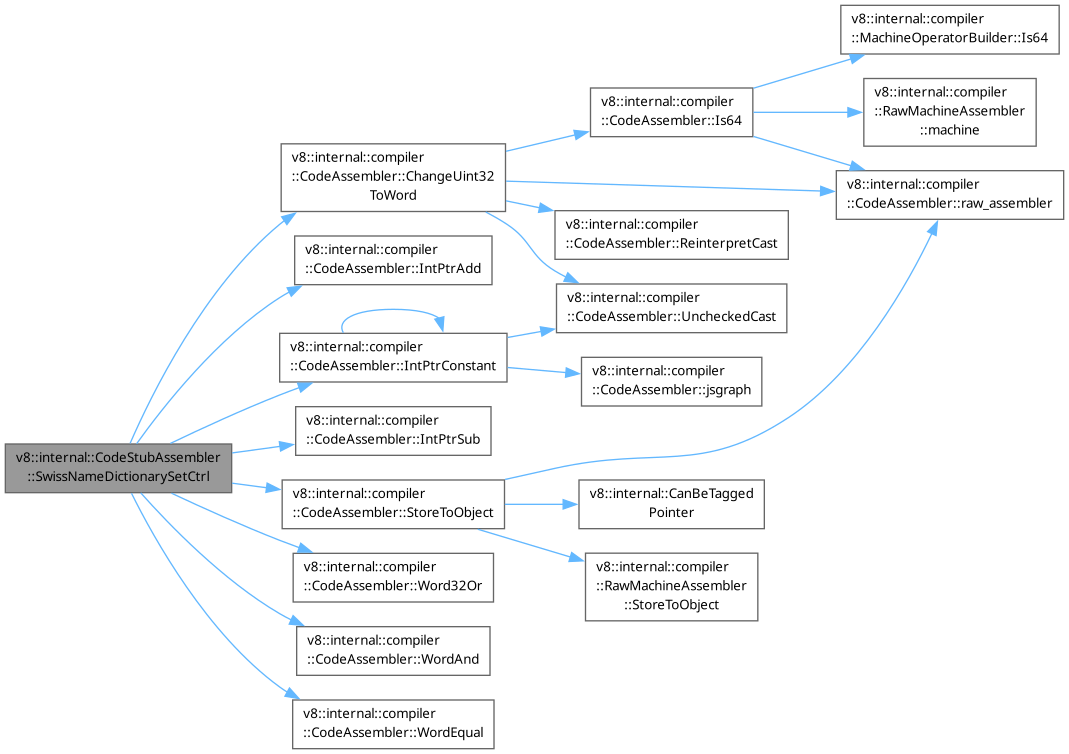 v8::internal::CodeStubAssembler
::SwissNameDictionarySetCtrl
v8::internal::compiler
::CodeAssembler::ChangeUint32
ToWord
v8::internal::compiler
::CodeAssembler::IntPtrAdd
v8::internal::compiler
::CodeAssembler::IntPtrConstant
v8::internal::compiler
::CodeAssembler::IntPtrSub
v8::internal::compiler
::CodeAssembler::StoreToObject
v8::internal::compiler
::CodeAssembler::Word32Or
v8::internal::compiler
::CodeAssembler::WordAnd
v8::internal::compiler
::CodeAssembler::WordEqual
v8::internal::compiler
::CodeAssembler::Is64
v8::internal::compiler
::CodeAssembler::ReinterpretCast
v8::internal::compiler
::CodeAssembler::UncheckedCast
v8::internal::compiler
::CodeAssembler::jsgraph
v8::internal::CanBeTagged
Pointer
v8::internal::compiler
::RawMachineAssembler
::StoreToObject
v8::internal::compiler
::MachineOperatorBuilder::Is64
v8::internal::compiler
::RawMachineAssembler
::machine
v8::internal::compiler
::CodeAssembler::raw_assembler